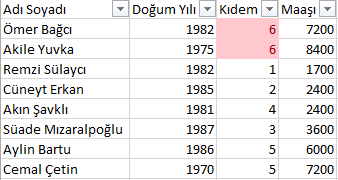 Adı Soyadı Doğum Yılı Kıdem Maaşı
Ömer Bağcı 1982 6 7200
Akile Yuvka 1975 6 8400
Remzi Sülaycı 1982 1 1700
Cüneyt Erkan 1985 2 2400
Akın Şavklı 1981 4 2400
Süade Mızaralpoğlu 1987 3 3600
Aylin Bartu 1986 5 6000
Cemal Çetin 1970 5 7200